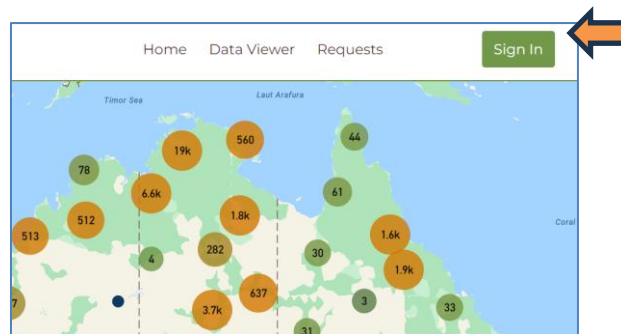 Home Data Viewer Requests Sign In
Timor Sea
Laut Arafura
19k
560
44
78
6.6k
61
512
1.8k
513
1.6k
Coral
282
4
30
1.9k
637
3
3.7k
33
7
31